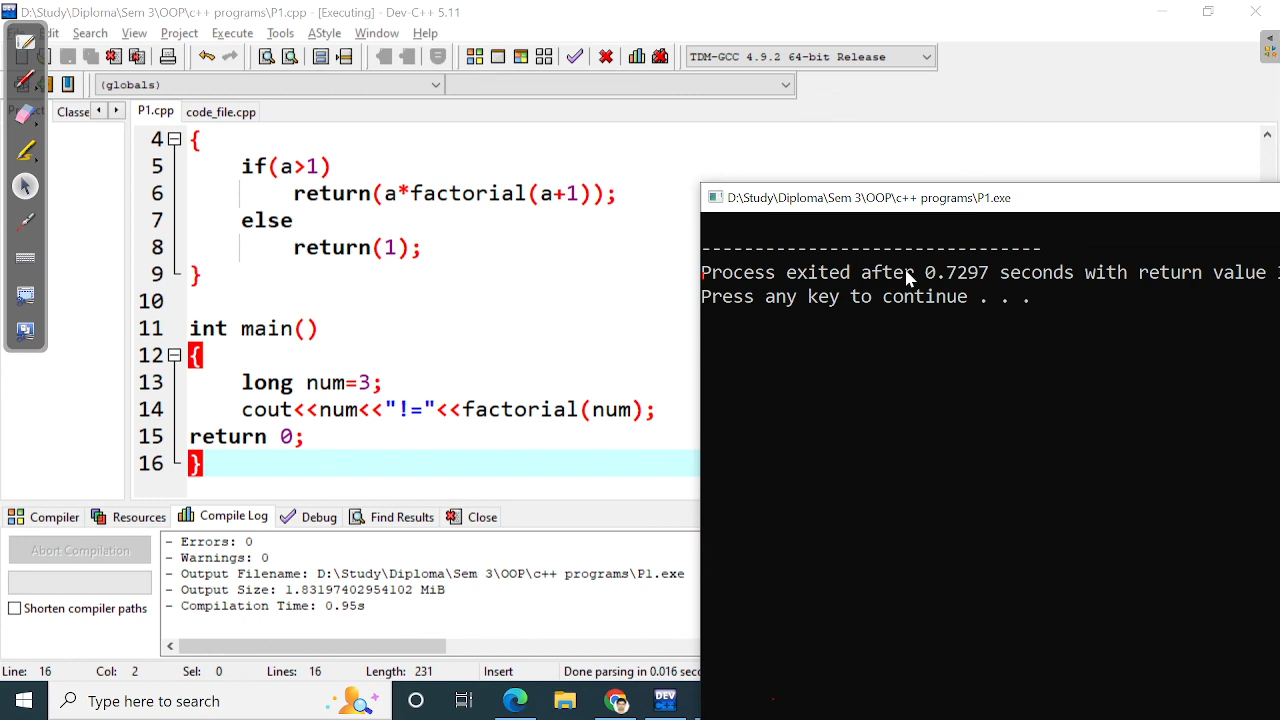 D:\Study\Diploma\Sem 3\OOP\c++ programs\P1.cpp - [Executing] - Dev-C++ 5.11
Edit Search View Project Execute Tools AStyle Window Help
TDM-GCC 4.9.2 64-bit Release
(globals)
Classe P1.cpp code_file.cpp
4 {
5 if(a>1)
6 return(a*factorial(a+1));
7 else
8 return(1);
9 }
10
11 int main()
12 {
13 long num=3;
14 cout<<num<<"!="<<factorial(num);
15 return 0;
16 }
D:\Study\Diploma\Sem 3\OOP\c++ programs\P1.exe
--------------------------------
Process exited after 0.7297 seconds with return value
Press any key to continue . . .
Compiler Resources Compile Log Debug Find Results Close
Abort Compilation
Shorten compiler paths
- Errors: 0
- Warnings: 0
- Output Filename: D:\Study\Diploma\Sem 3\OOP\c++ programs\P1.exe
- Output Size: 1.83197402954102 MiB
- Compilation Time: 0.95s
Line: 16 Col: 2 Sel: 0 Lines: 16 Length: 231 Insert Done parsing in 0.016
Type here to search
DEV